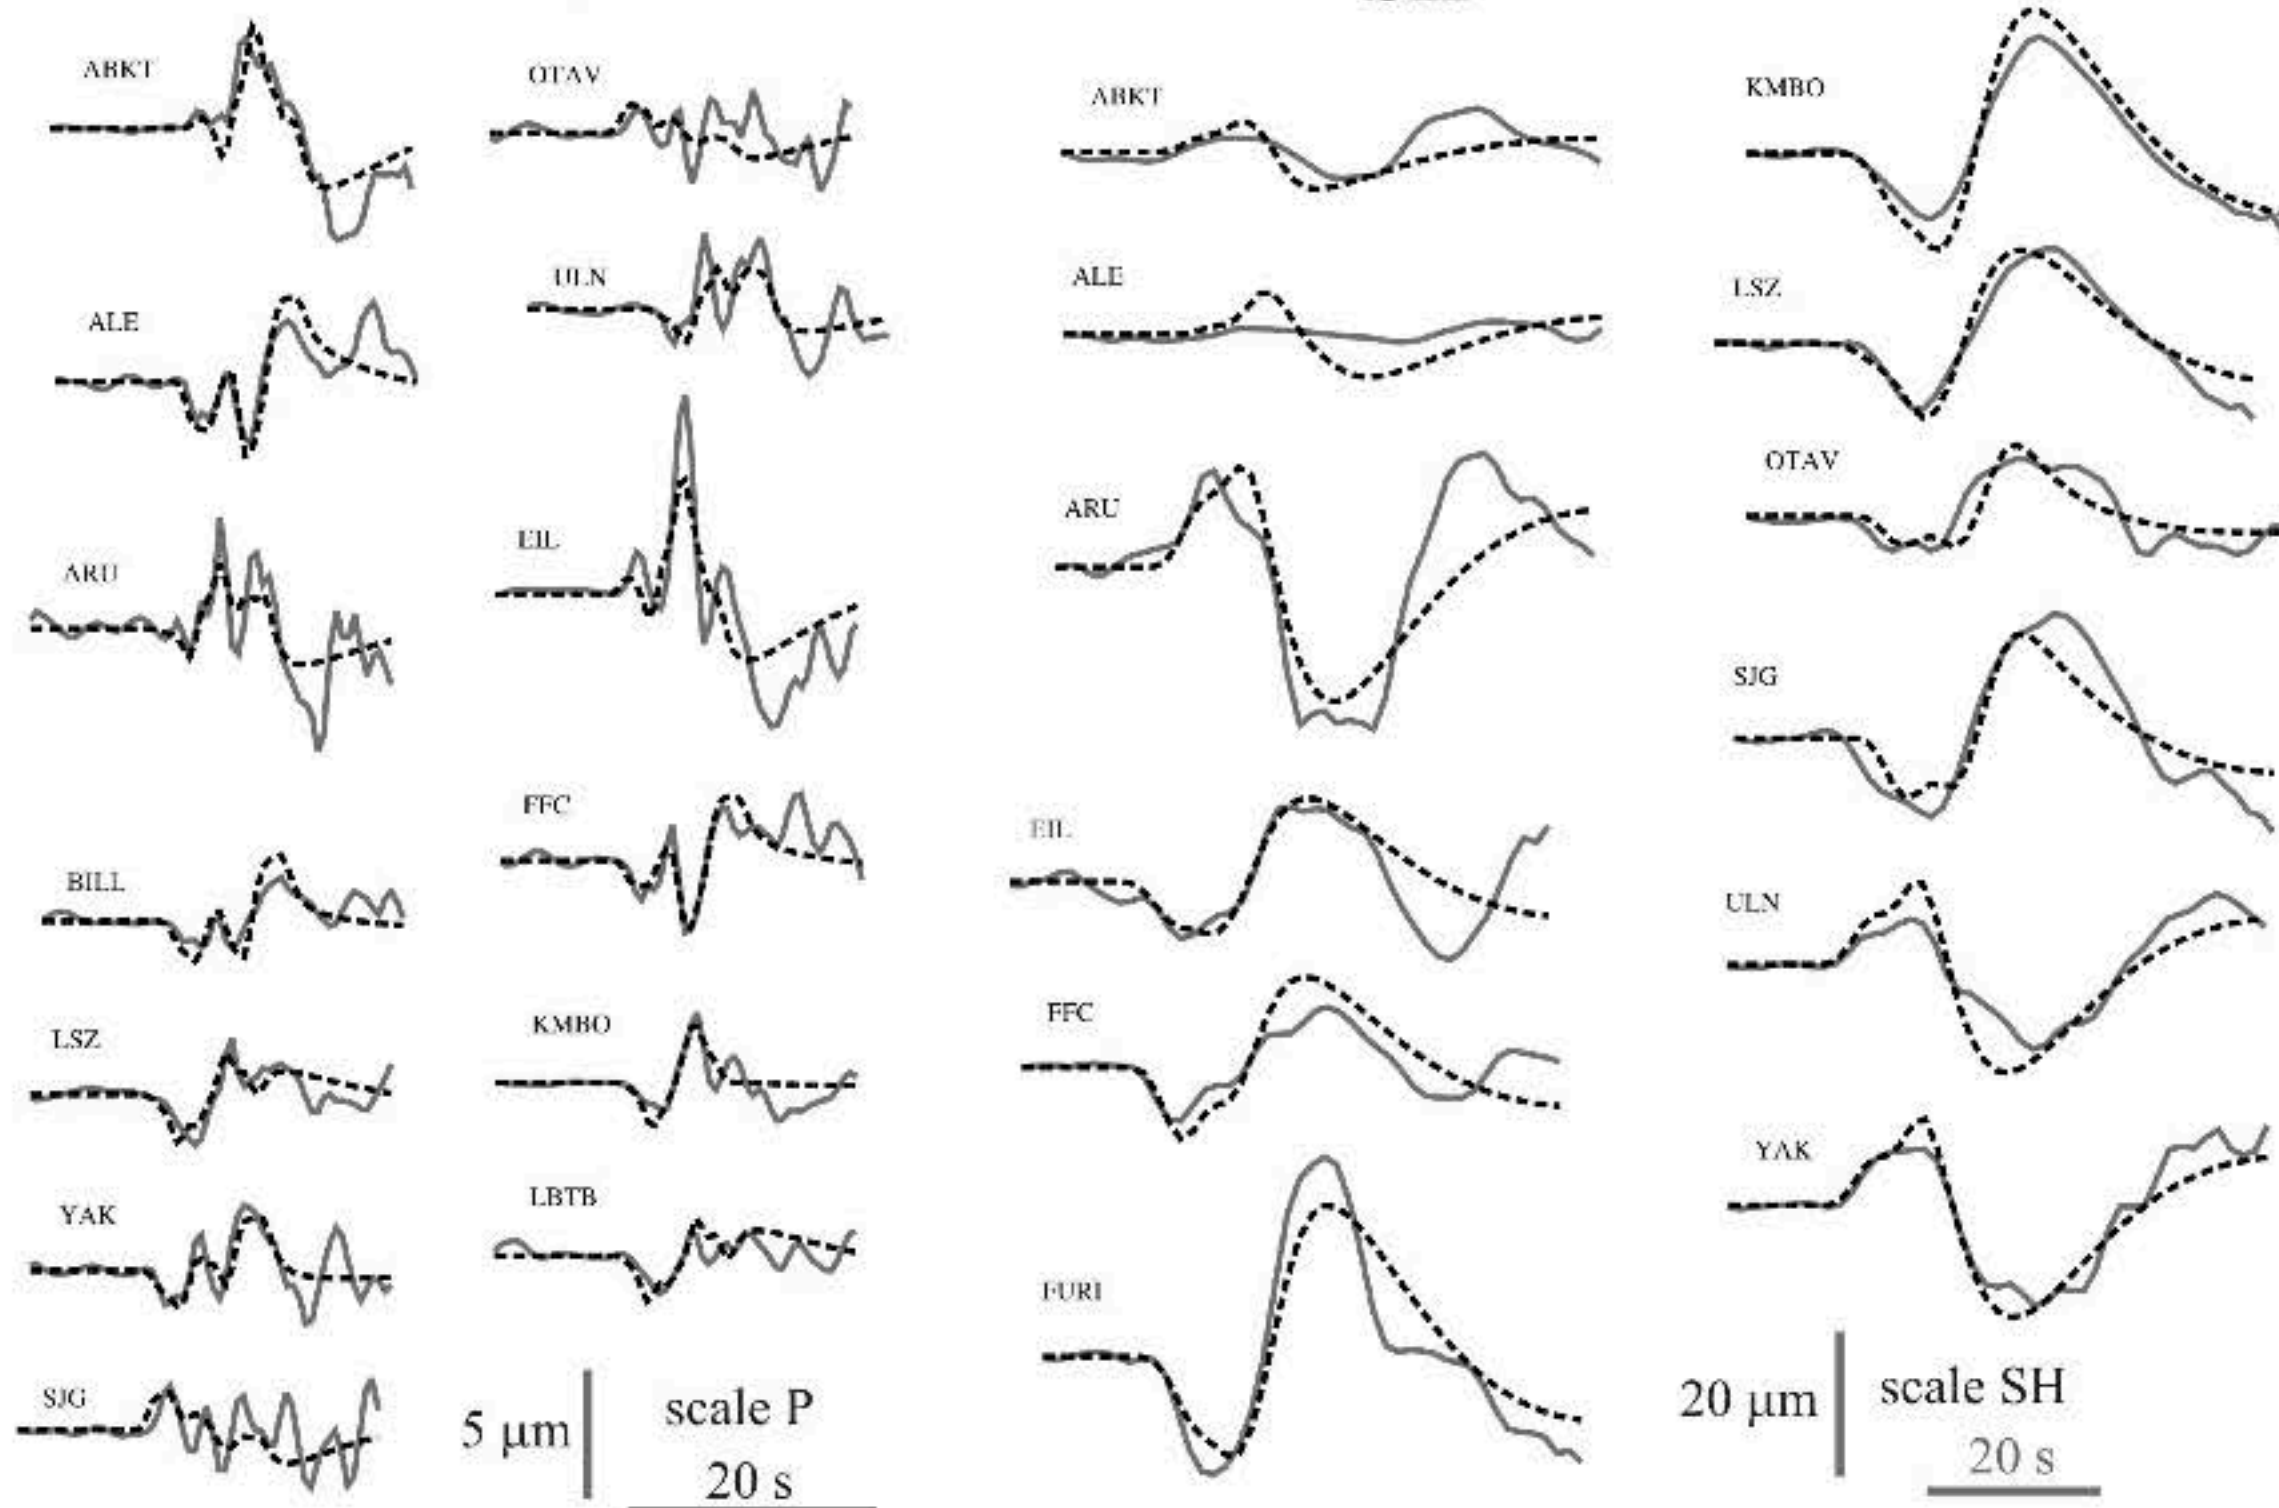 ABKT
ALE
ARU
BILL
LSZ
YAK
SJG
OTAV
ULN
EIL
FFC
KMBO
LBTB
5 μm
scale P
20 s
ABKT
ALE
ARU
EIL
FFC
FURI
KMBO
LSZ
OTAV
SJG
ULN
YAK
20 μm
scale SH
20 s